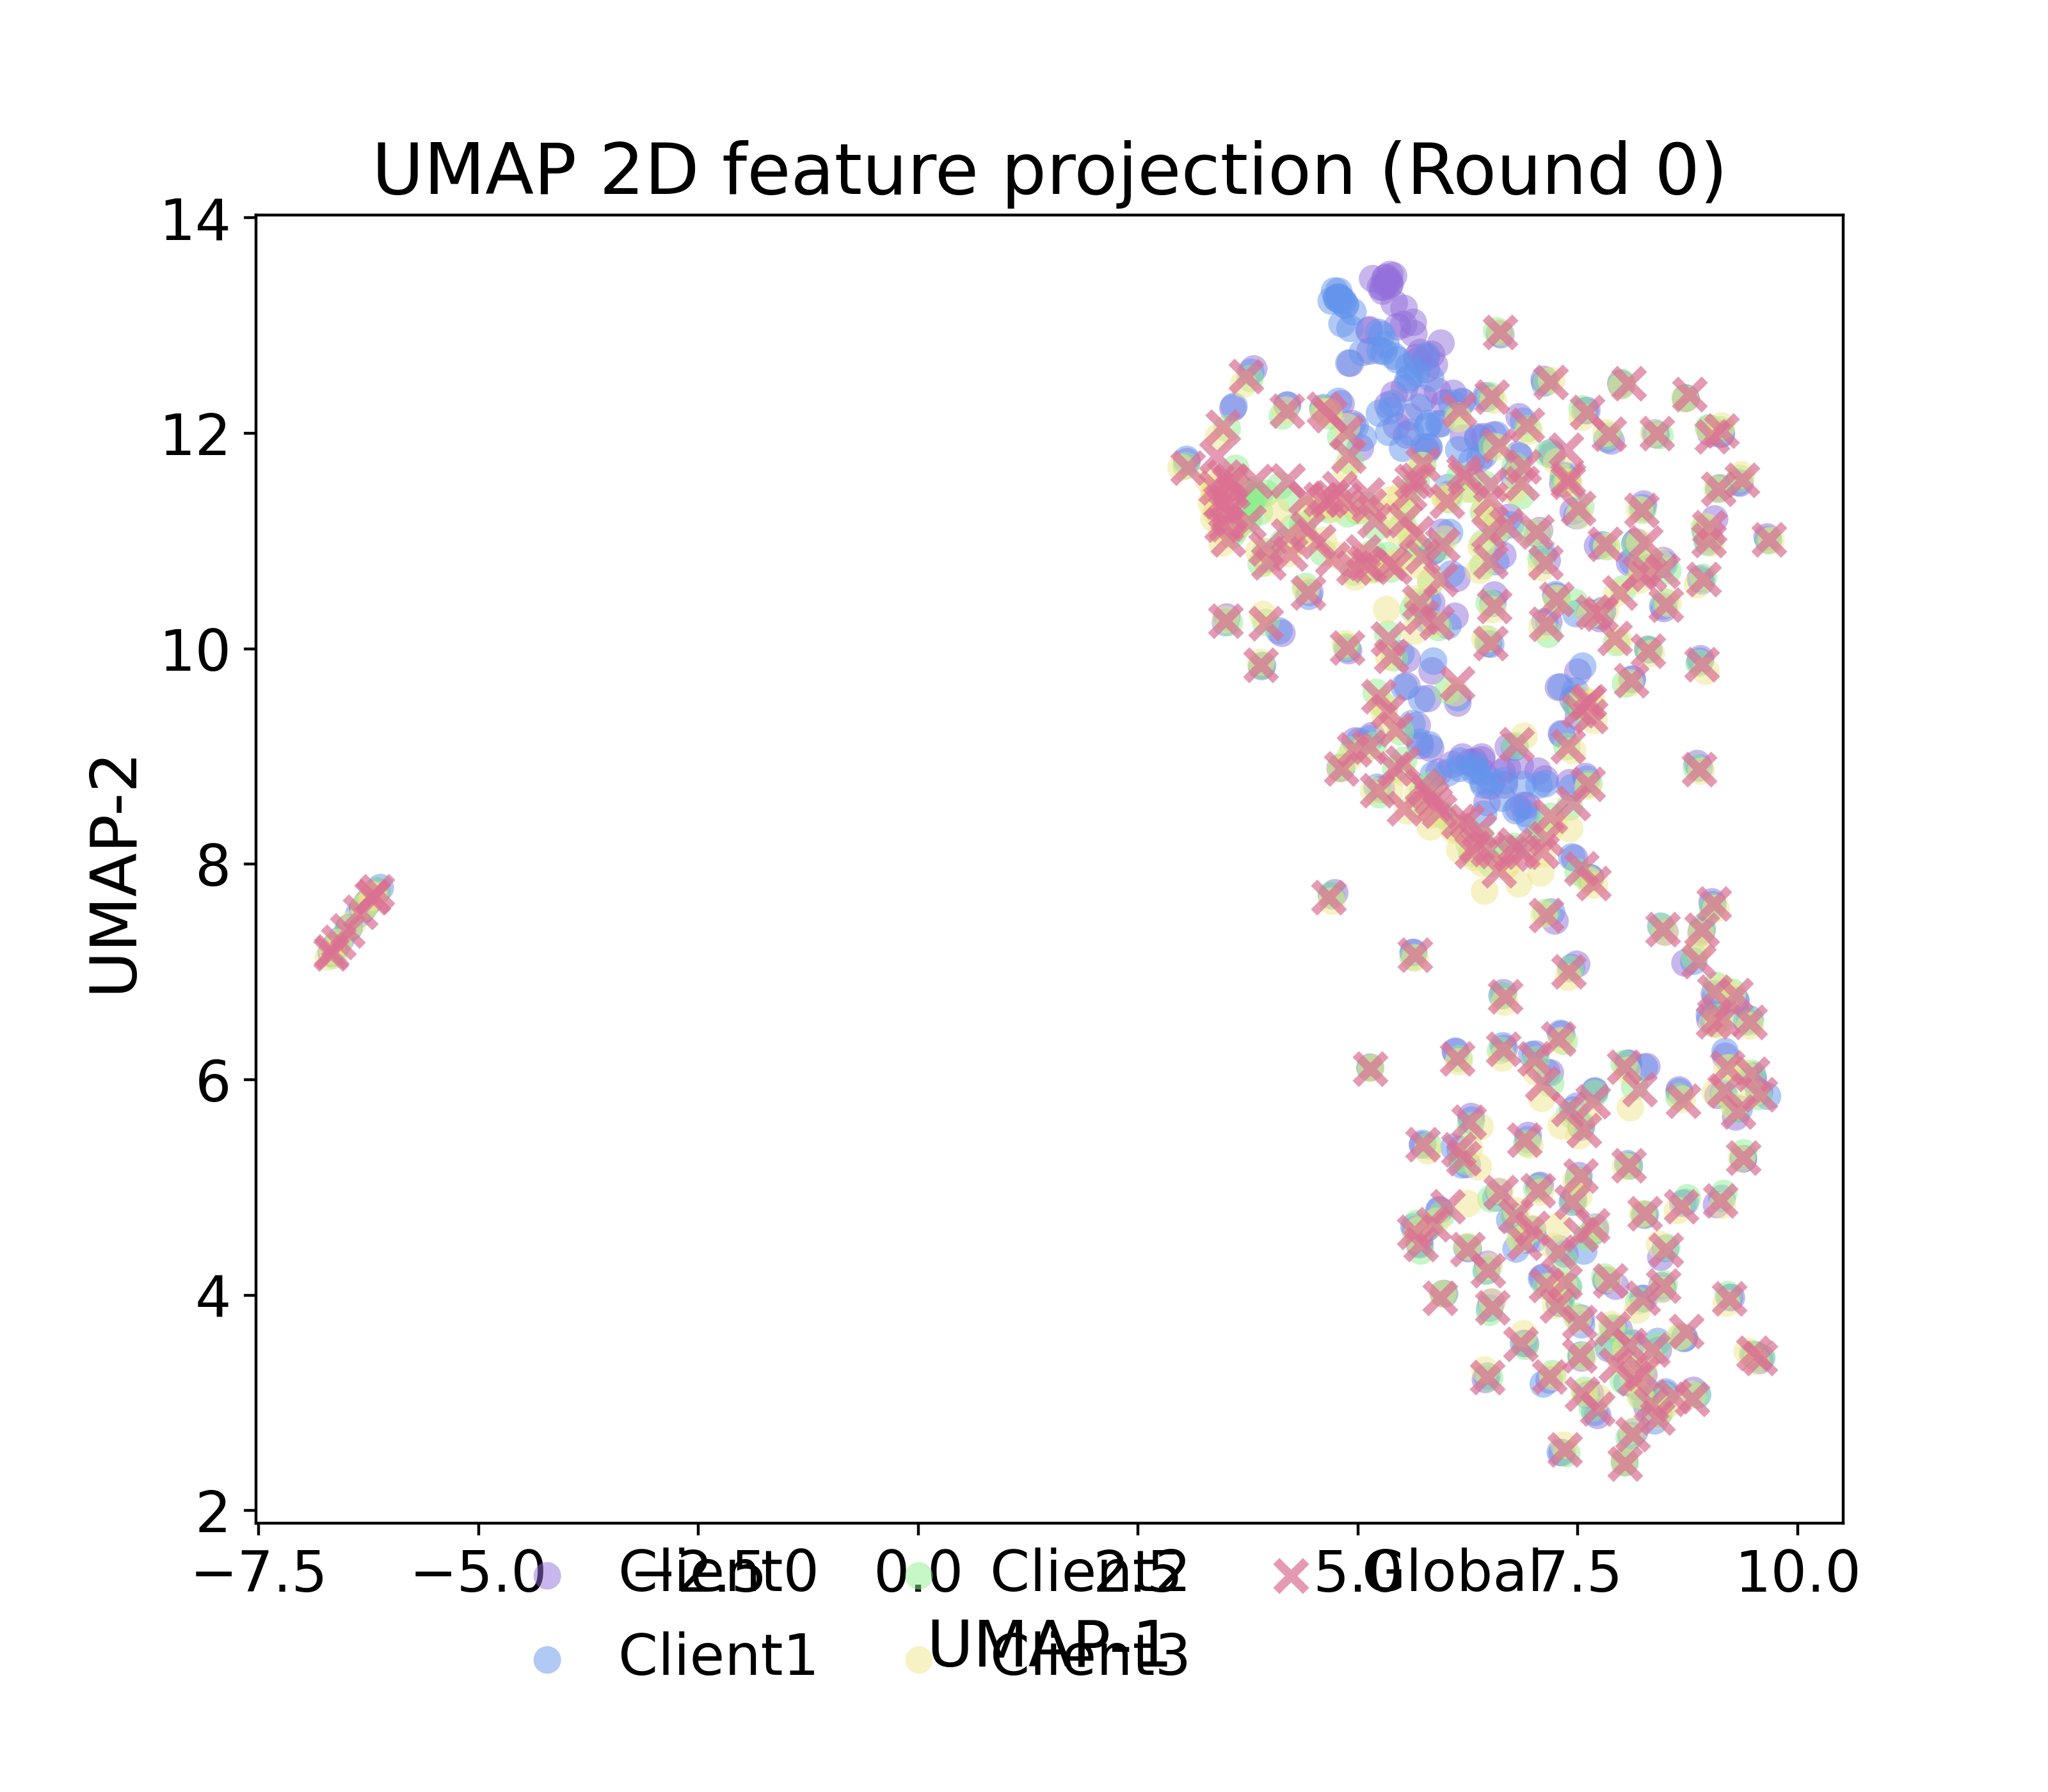 UMAP 2D feature projection (Round 0)
14
12
10
8
6
4
2
UMAP-2
−7.5 −5.0 −2.5 0.0 2.5 5.0 7.5 10.0
UMAP-1
Client0 Client2 Global
Client1 Client3